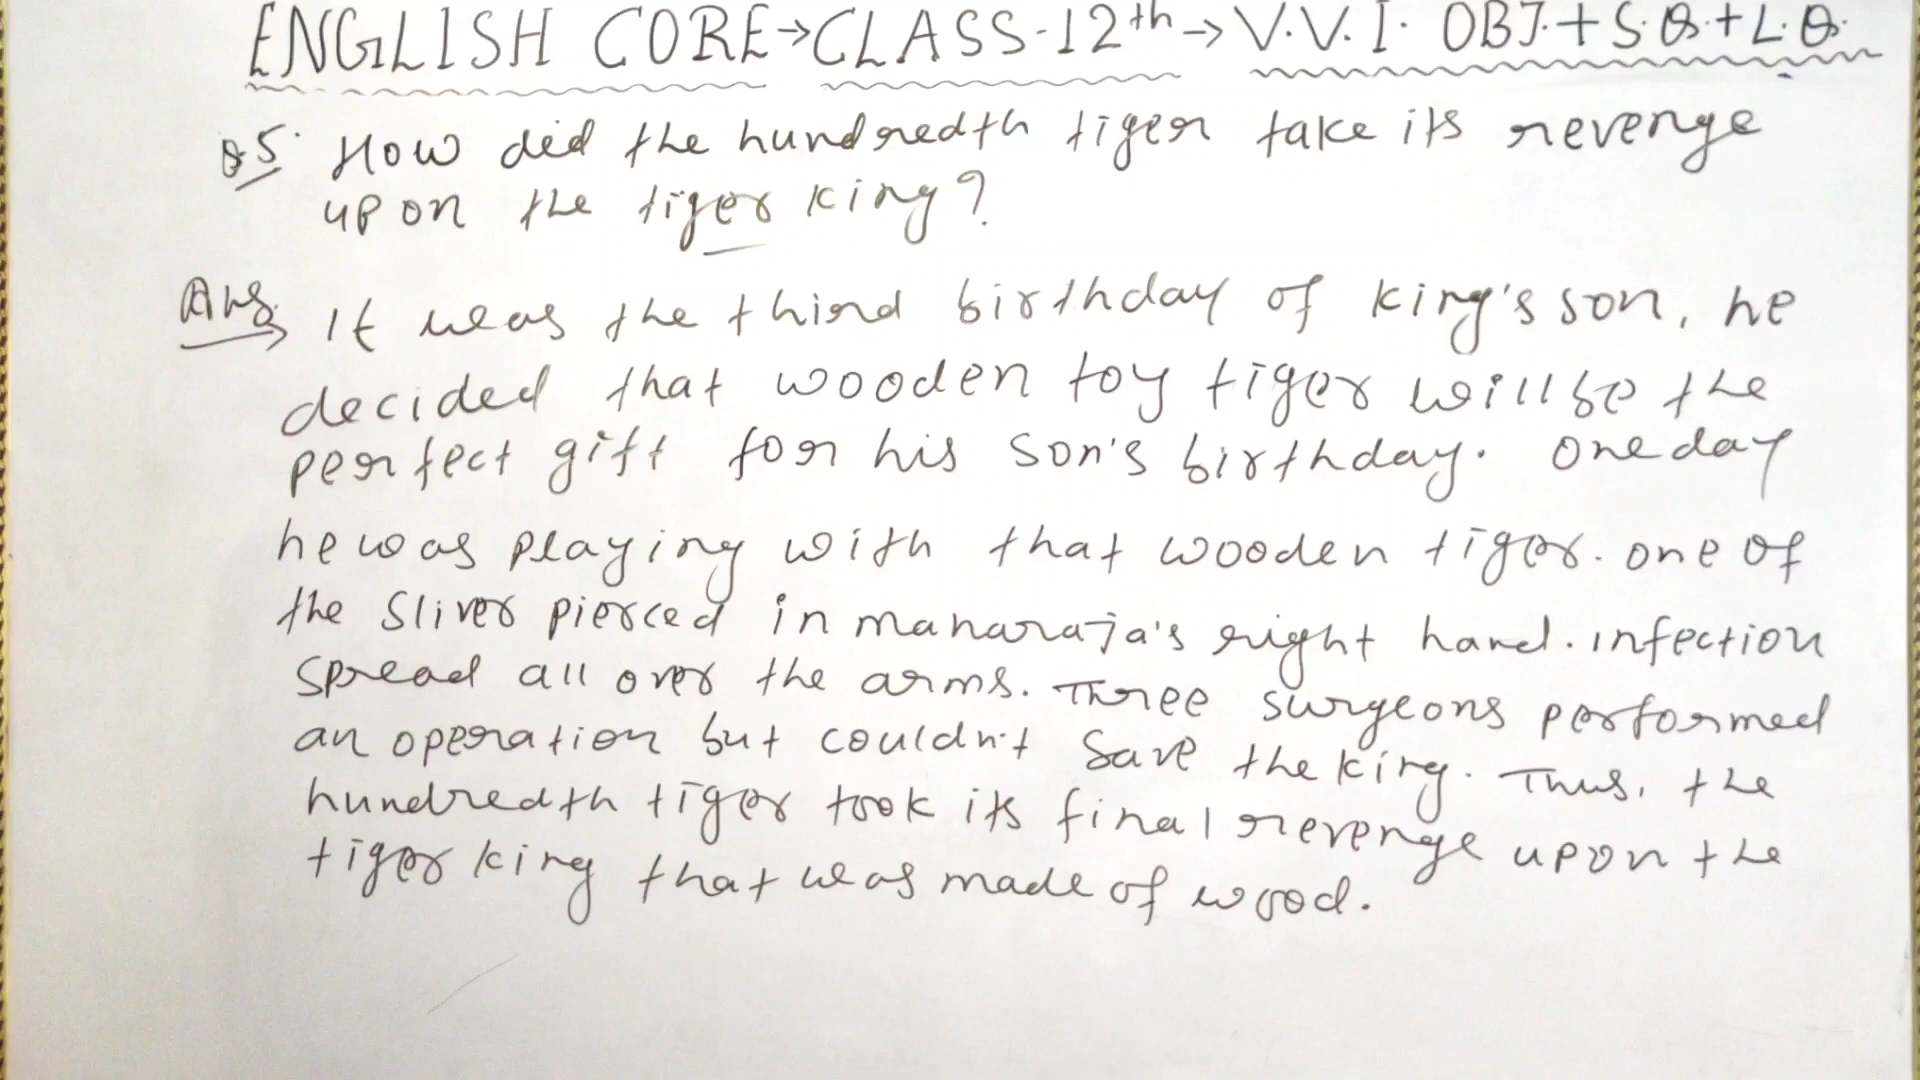 ENGLISH CORE→CLASS-12th→V.V.I. OBJ.+S.Q.+L.Q.
Q5. How did the hundredth tiger take its revenge
upon the tiger king?
Ans. It was the third birthday of king's son, he
decided that wooden toy tiger will be the
perfect gift for his son's birthday. One day
he was playing with that wooden tiger. one of
the Sliver pierced in maharaja's right hand. infection
spread all over the arms. Three surgeons performed
an operation but couldn't save the king. Thus, the
hundredth tiger took its final revenge upon the
tiger king that was made of wood.